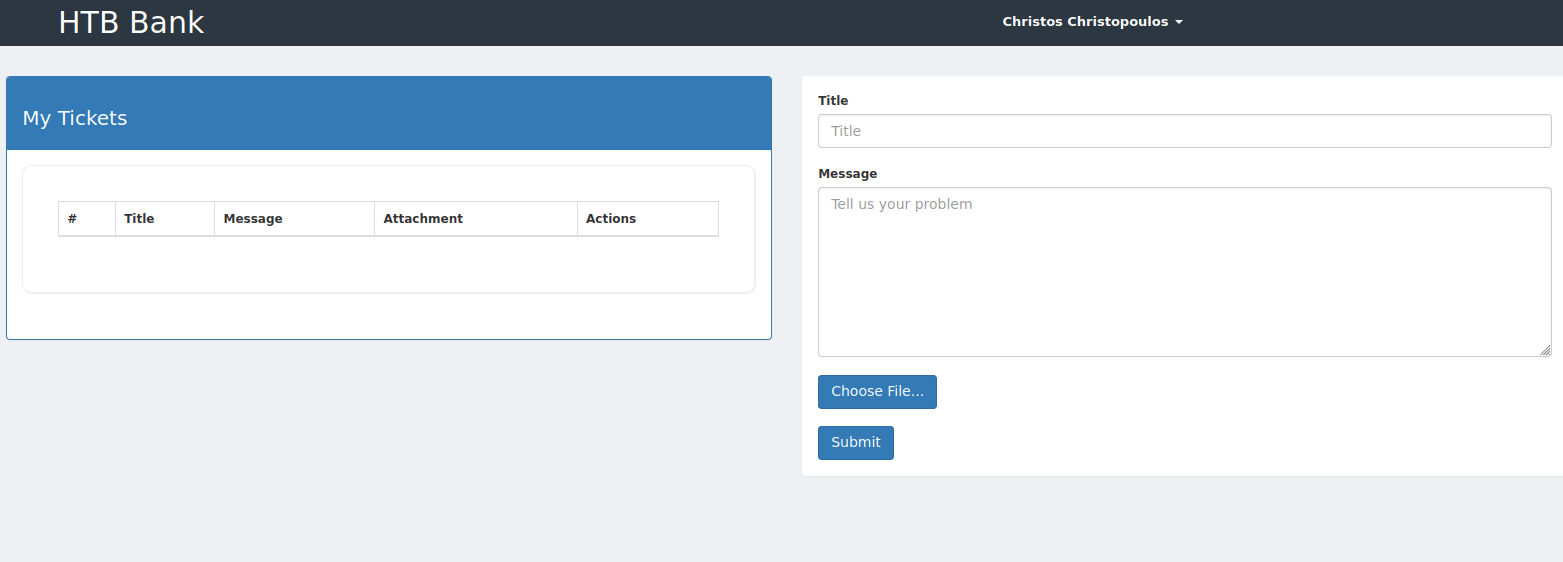 HTB Bank
Christos Christopoulos
My Tickets
# Title Message Attachment Actions
Title
Title
Message
Tell us your problem
Choose File...
Submit